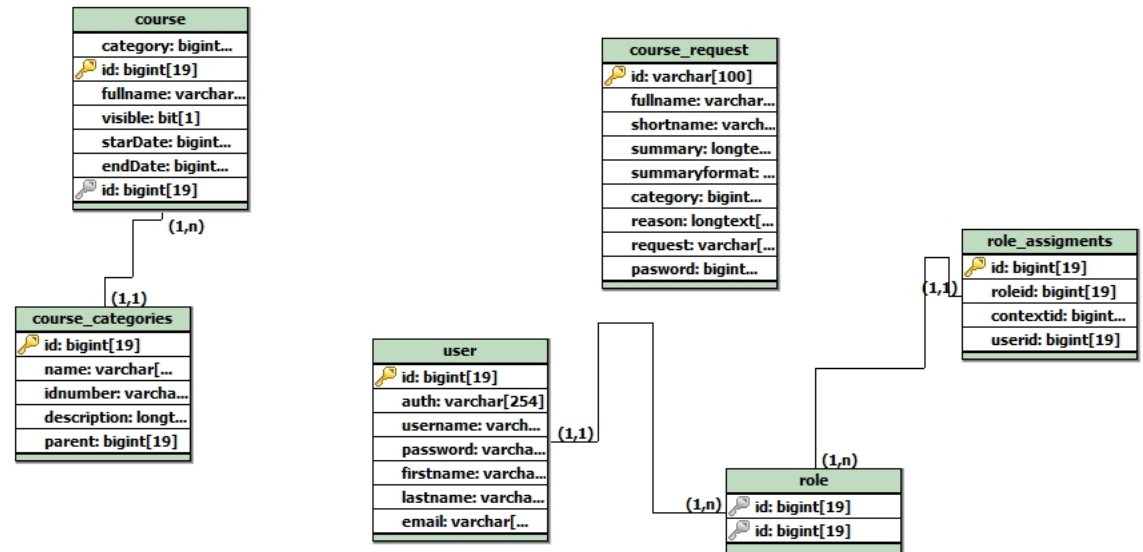 course
category: bigint...
id: bigint[19]
fullname: varchar...
visible: bit[1]
starDate: bigint...
endDate: bigint...
id: bigint[19]
(1,n)
(1,1)
course_categories
id: bigint[19]
name: varchar[...
idnumber: varcha...
description: longt...
parent: bigint[19]
course_request
id: varchar[100]
fullname: varchar...
shortname: varch...
summary: longte...
summaryformat: ...
category: bigint...
reason: longtext[...
request: varchar[...
pasword: bigint...
user
id: bigint[19]
auth: varchar[254]
username: varch...
password: varcha...
firstname: varcha...
lastname: varcha...
email: varchar[...
(1,1)
(1,n)
role_assigments
id: bigint[19]
roleid: bigint[19]
contextid: bigint...
userid: bigint[19]
(1,1)
(1,n)
role
id: bigint[19]
id: bigint[19]